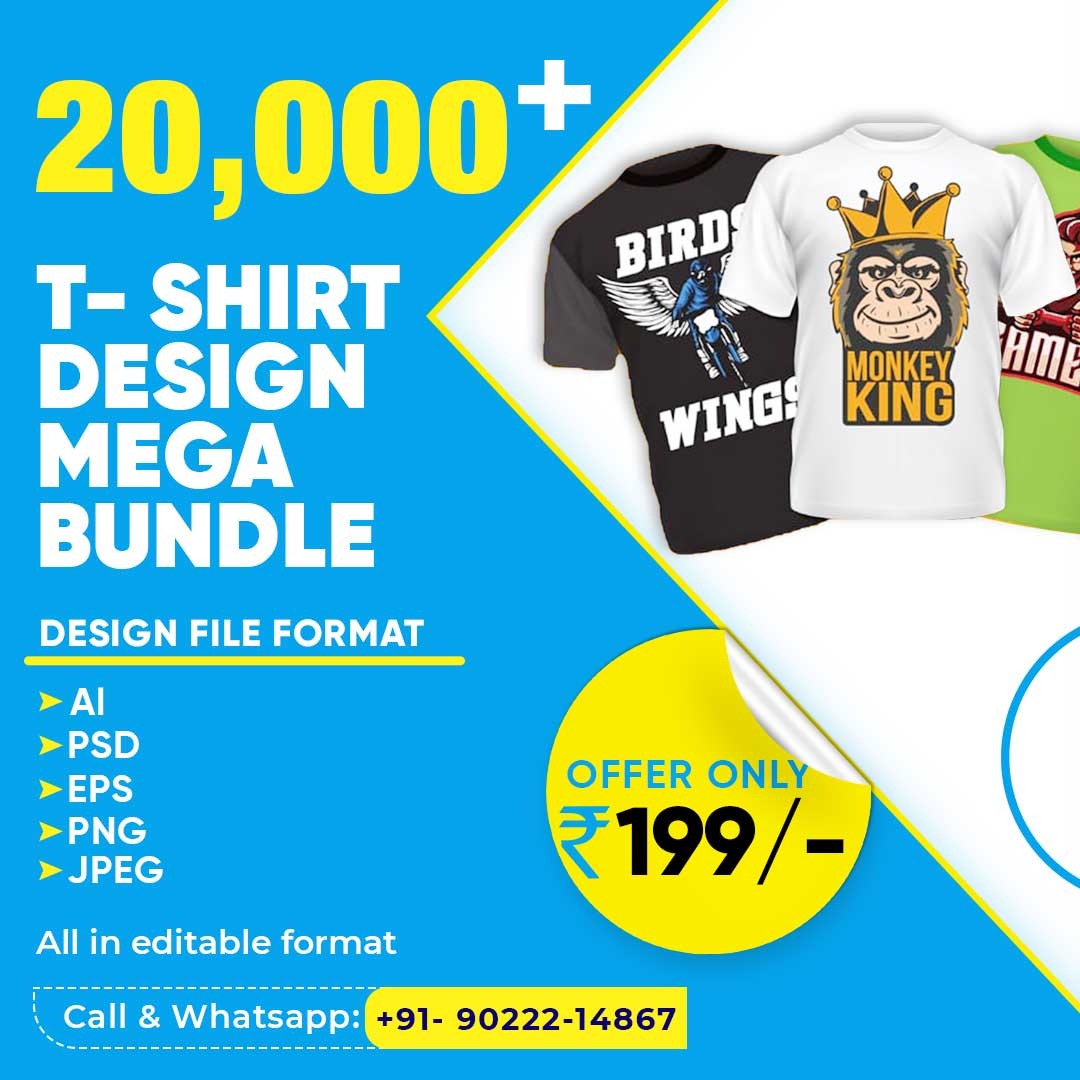 20,000+
T- SHIRT
DESIGN
MEGA
BUNDLE
DESIGN FILE FORMAT
➤ AI
➤ PSD
➤ EPS
➤ PNG
➤ JPEG
All in editable format
Call & Whatsapp: +91- 90222-14867
OFFER ONLY
₹199/-
BIRDS
WINGS
MONKEY
KING